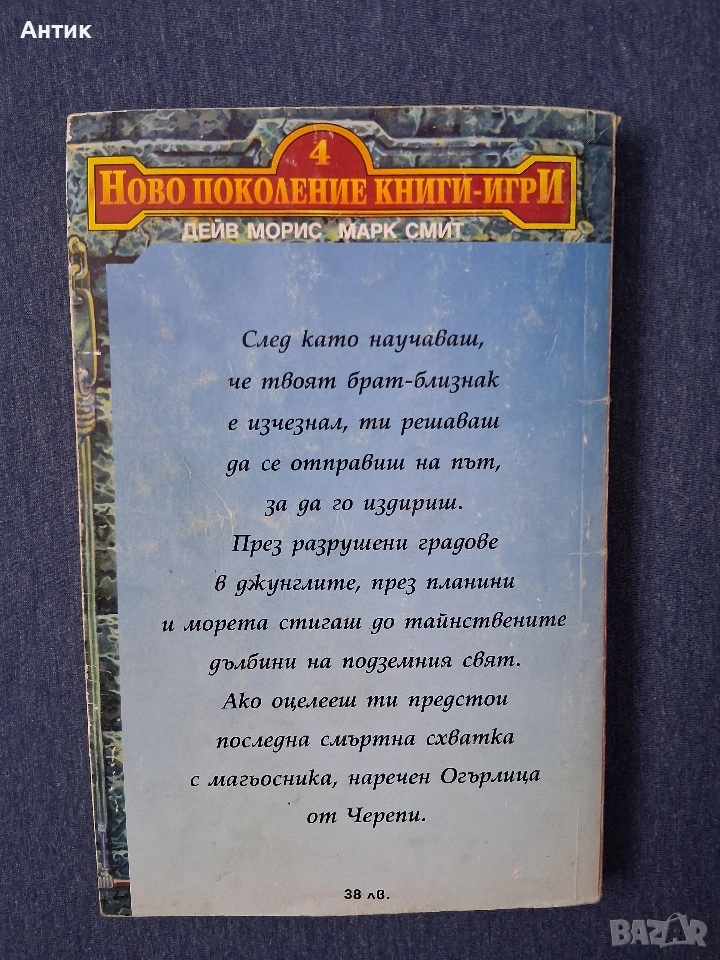 Антик
4
НОВО ПОКОЛЕНИЕ КНИГИ-ИГРИ
ДЕЙВ МОРИС МАРК СМИТ
След като научаваш,
че твоят брат-близнак
е изчезнал, ти решаваш
да се отправиш на път,
за да го издириш.
През разрушени градове
в джунглите, през планини
и морета стигаш до тайнствените
дълбини на подземния свят.
Ако оцелееш ти предстои
последна смъртна схватка
с магьосника, наречен Огърлица
от Черепи.
38 лв.
BAZAR